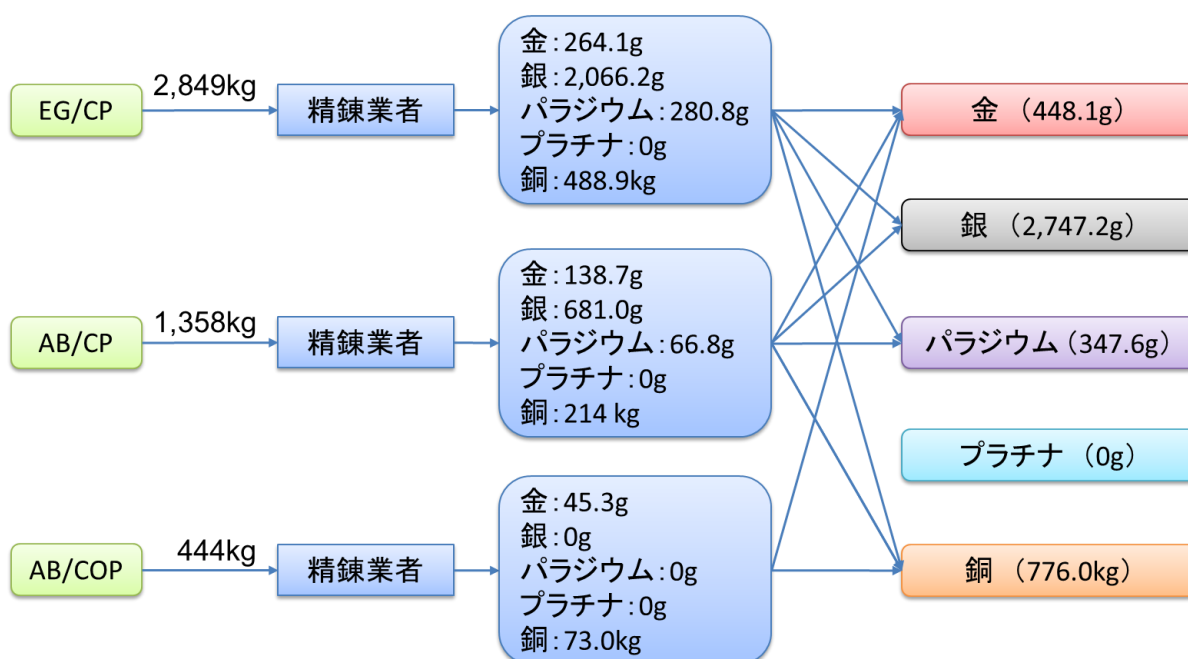 EG/CP
2,849kg
精錬業者
金:264.1g
銀:2,066.2g
パラジウム:280.8g
プラチナ:0g
銅:488.9kg
AB/CP
1,358kg
精錬業者
金:138.7g
銀:681.0g
パラジウム:66.8g
プラチナ:0g
銅:214 kg
AB/COP
444kg
精錬業者
金:45.3g
銀:0g
パラジウム:0g
プラチナ:0g
銅:73.0kg
金 (448.1g)
銀 (2,747.2g)
パラジウム (347.6g)
プラチナ (0g)
銅 (776.0kg)